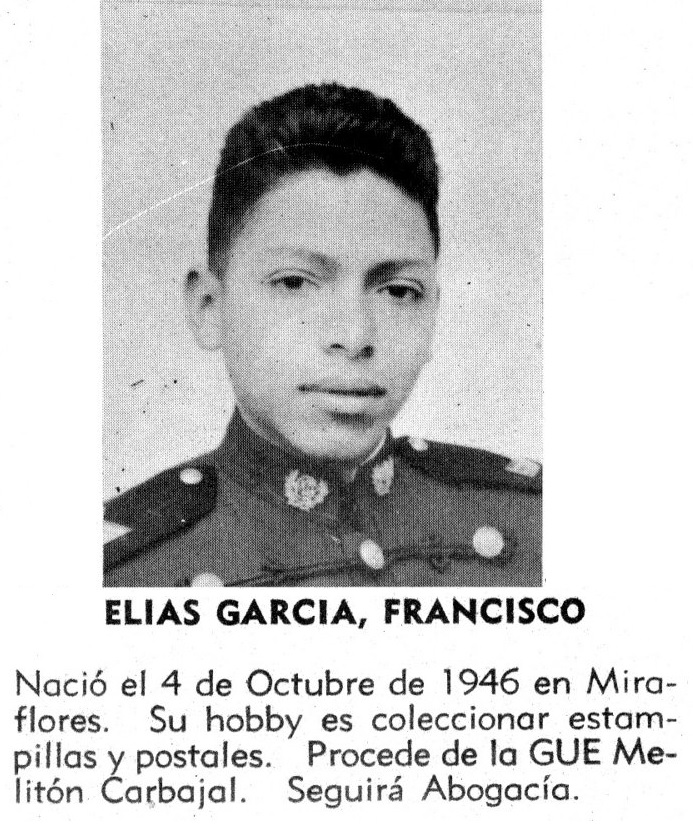 ELIAS GARCIA, FRANCISCO
Nació el 4 de Octubre de 1946 en Mira-
flores. Su hobby es coleccionar estam-
pillas y postales. Procede de la GUE Me-
litón Carbajal. Seguirá Abogacía.